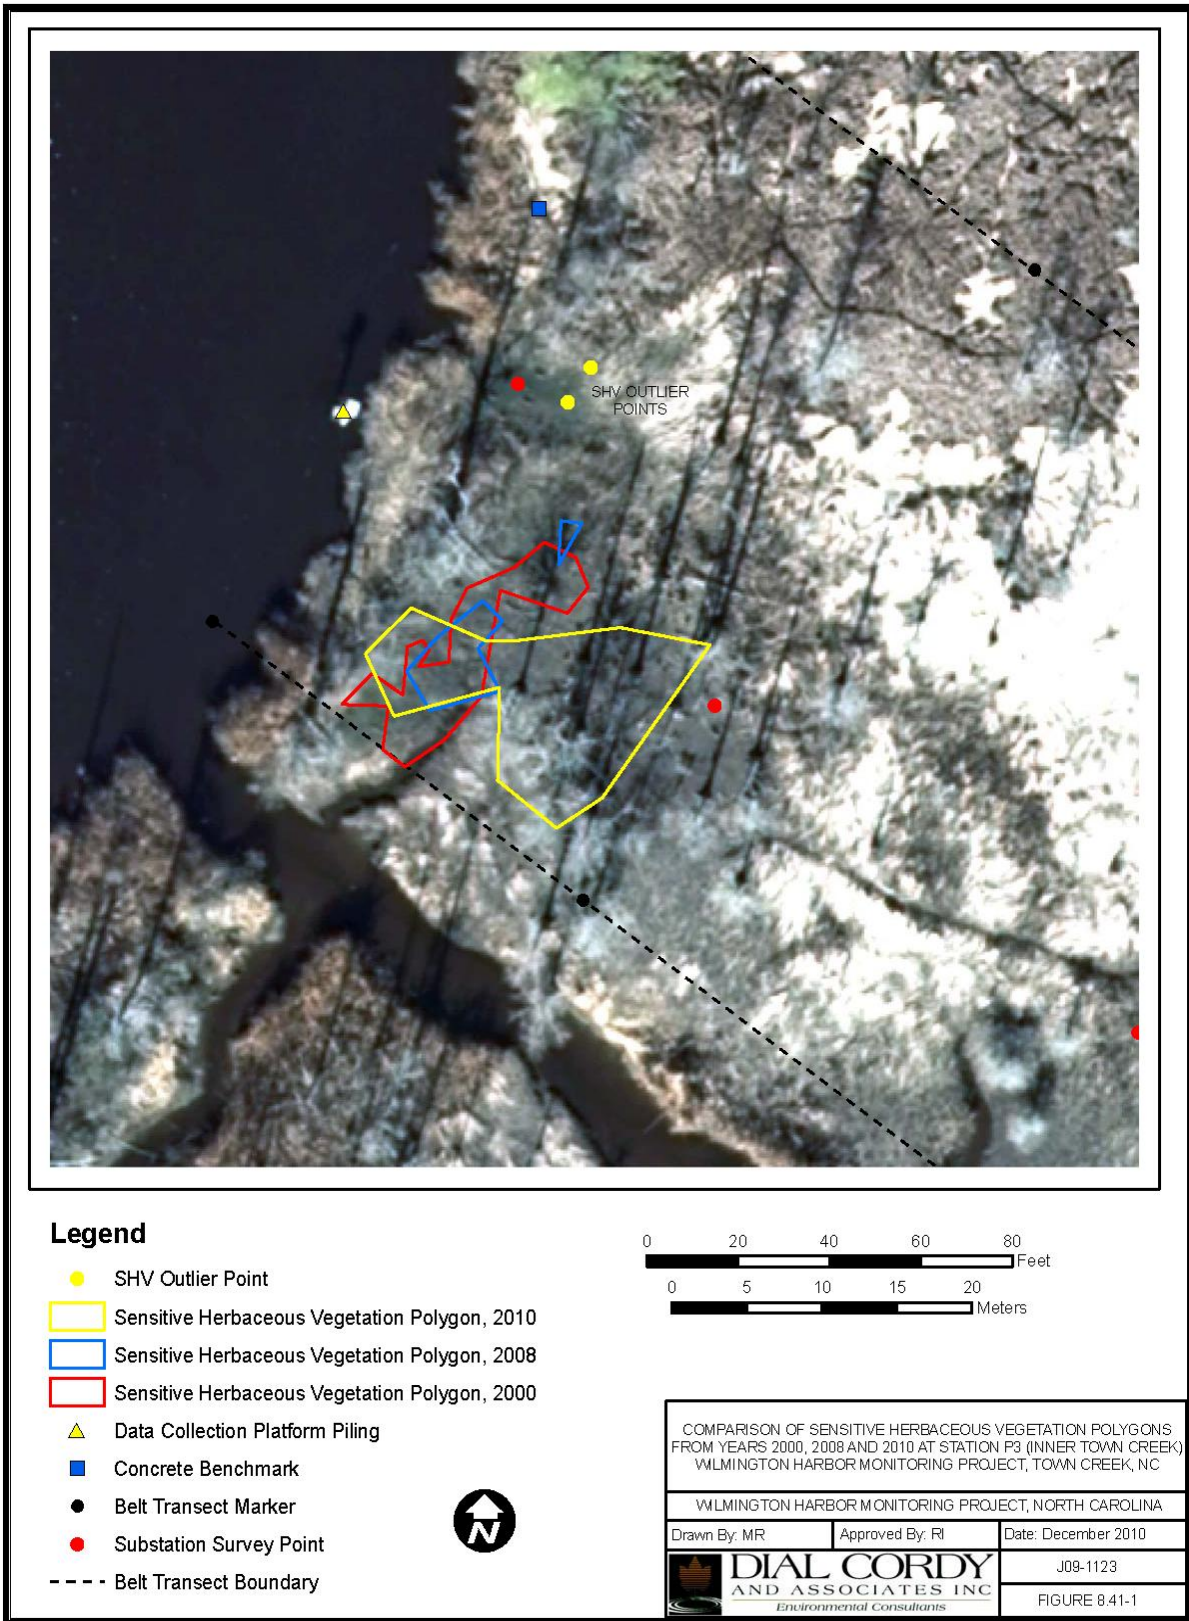 SHV OUTLIER
POINTS
Legend
SHV Outlier Point
Sensitive Herbaceous Vegetation Polygon, 2010
Sensitive Herbaceous Vegetation Polygon, 2008
Sensitive Herbaceous Vegetation Polygon, 2000
Data Collection Platform Piling
Concrete Benchmark
Belt Transect Marker
Substation Survey Point
Belt Transect Boundary
N
0 20 40 60 80
Feet
0 5 10 15 20
Meters
COMPARISON OF SENSITIVE HERBACEOUS VEGETATION POLYGONS
FROM YEARS 2000, 2008 AND 2010 AT STATION P3 (INNER TOWN CREEK)
WILMINGTON HARBOR MONITORING PROJECT, TOWN CREEK, NC
WILMINGTON HARBOR MONITORING PROJECT, NORTH CAROLINA
Drawn By: MR
Approved By: RI
Date: December 2010
DIAL CORDY
AND ASSOCIATES INC
Environmental Consultants
J09-1123
FIGURE 8.41-1